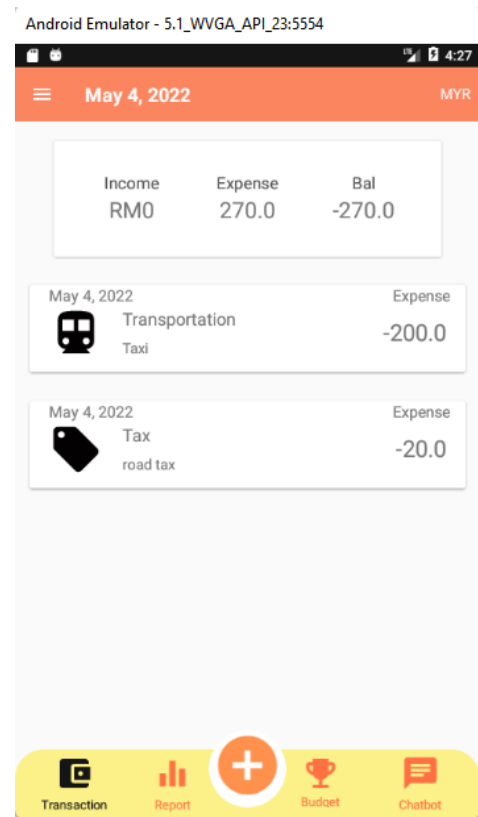 Android Emulator - 5.1_WVGA_API_23:5554
LTE 4:27
May 4, 2022 MYR
Income Expense Bal
RM0 270.0 -270.0
May 4, 2022 Expense
Transportation -200.0
Taxi
May 4, 2022 Expense
Tax -20.0
road tax
Transaction Report Budget Chatbot